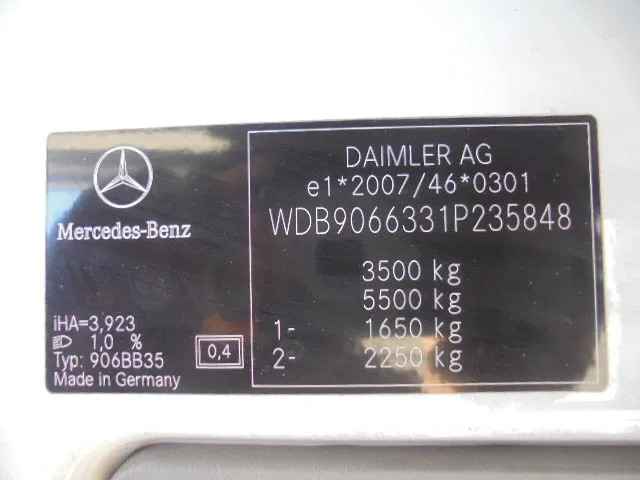 Mercedes-Benz
iHA=3,923
1,0 %
Typ: 906BB35
Made in Germany
0,4
DAIMLER AG
e1*2007/46*0301
WDB9066331P235848
3500 kg
5500 kg
1- 1650 kg
2- 2250 kg